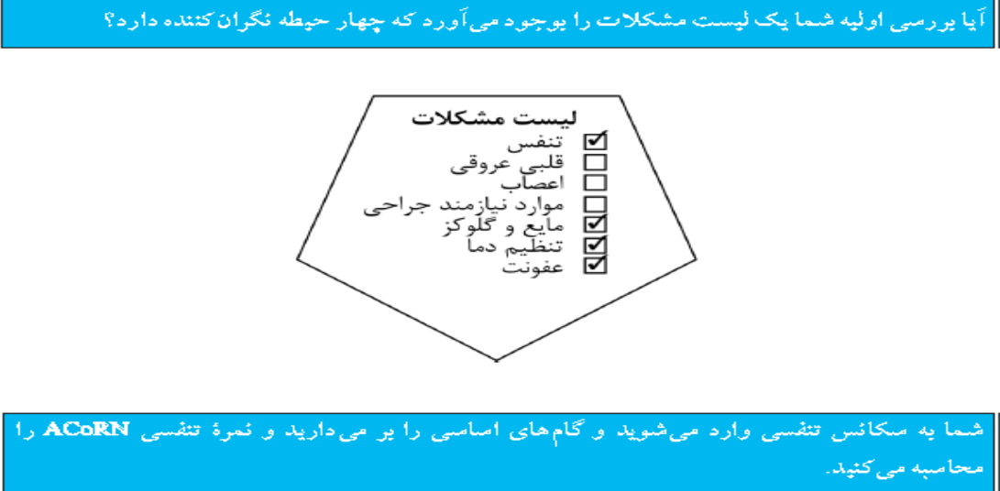 آیا بررسی اولیه شما یک لیست مشکلات را بوجود می‌آورد که چهار حیطه نگران کننده دارد؟
لیست مشکلات
☑ تنفس
☐ قلبی عروقی
☐ اعصاب
☐ موارد نیازمند جراحی
☑ مایع و گلوکز
☑ تنظیم دما
☑ عفونت
شما به سکانس تنفسی وارد می‌شوید و گام‌های اساسی را بر می‌دارید و نمرۀ تنفسی ACoRN را
محاسبه می‌کنید.